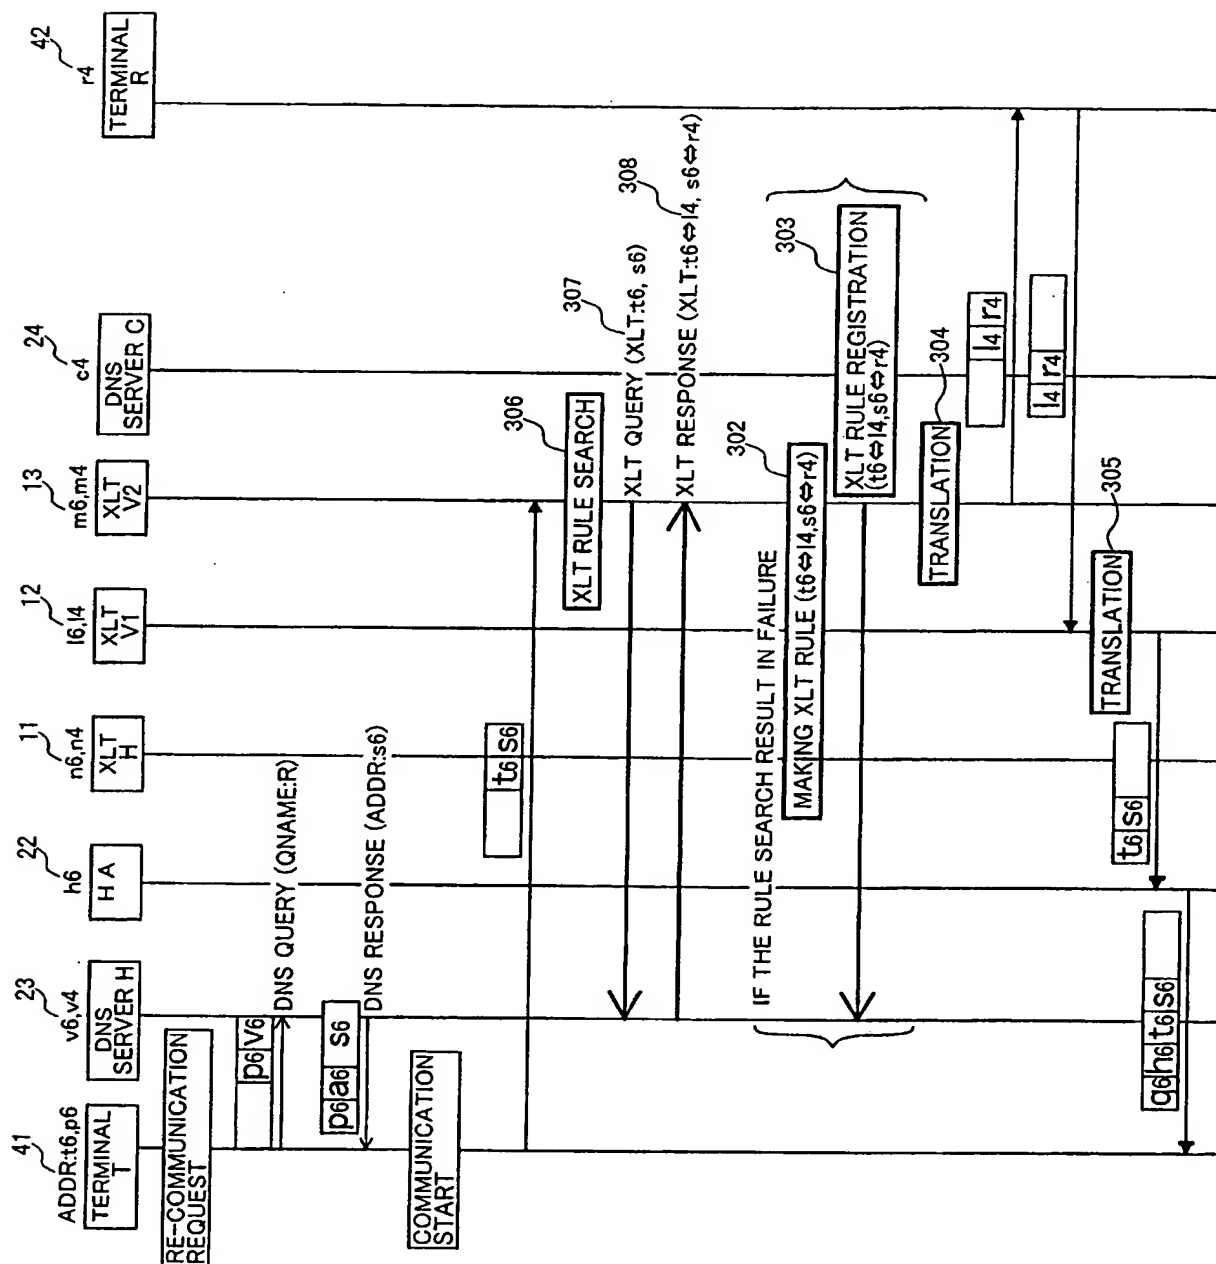 41
ADDR:t6,p6
TERMINAL
T
23
v6,v4
DNS
SERVER H
22
h6
H A
11
n6,n4
XLT
H
12
l6,l4
XLT
V1
13
m6,m4
XLT
V2
24
c4
DNS
SERVER C
42
r4
TERMINAL
R
RE-COMMUNICATION
REQUEST
p6 v6
DNS QUERY (QNAME:R)
p6 a6 s6
DNS RESPONSE (ADDR:s6)
COMMUNICATION
START
t6 s6
306
XLT RULE SEARCH
307
XLT QUERY (XLT:t6, s6)
308
XLT RESPONSE (XLT:t6⇔l4, s6⇔r4)
IF THE RULE SEARCH RESULT IN FAILURE
302
MAKING XLT RULE (t6⇔l4,s6⇔r4)
303
XLT RULE REGISTRATION
(t6⇔l4,s6⇔r4)
304
TRANSLATION
l4 r4
l4 r4
305
TRANSLATION
t6 s6
q6 h6 t6 s6